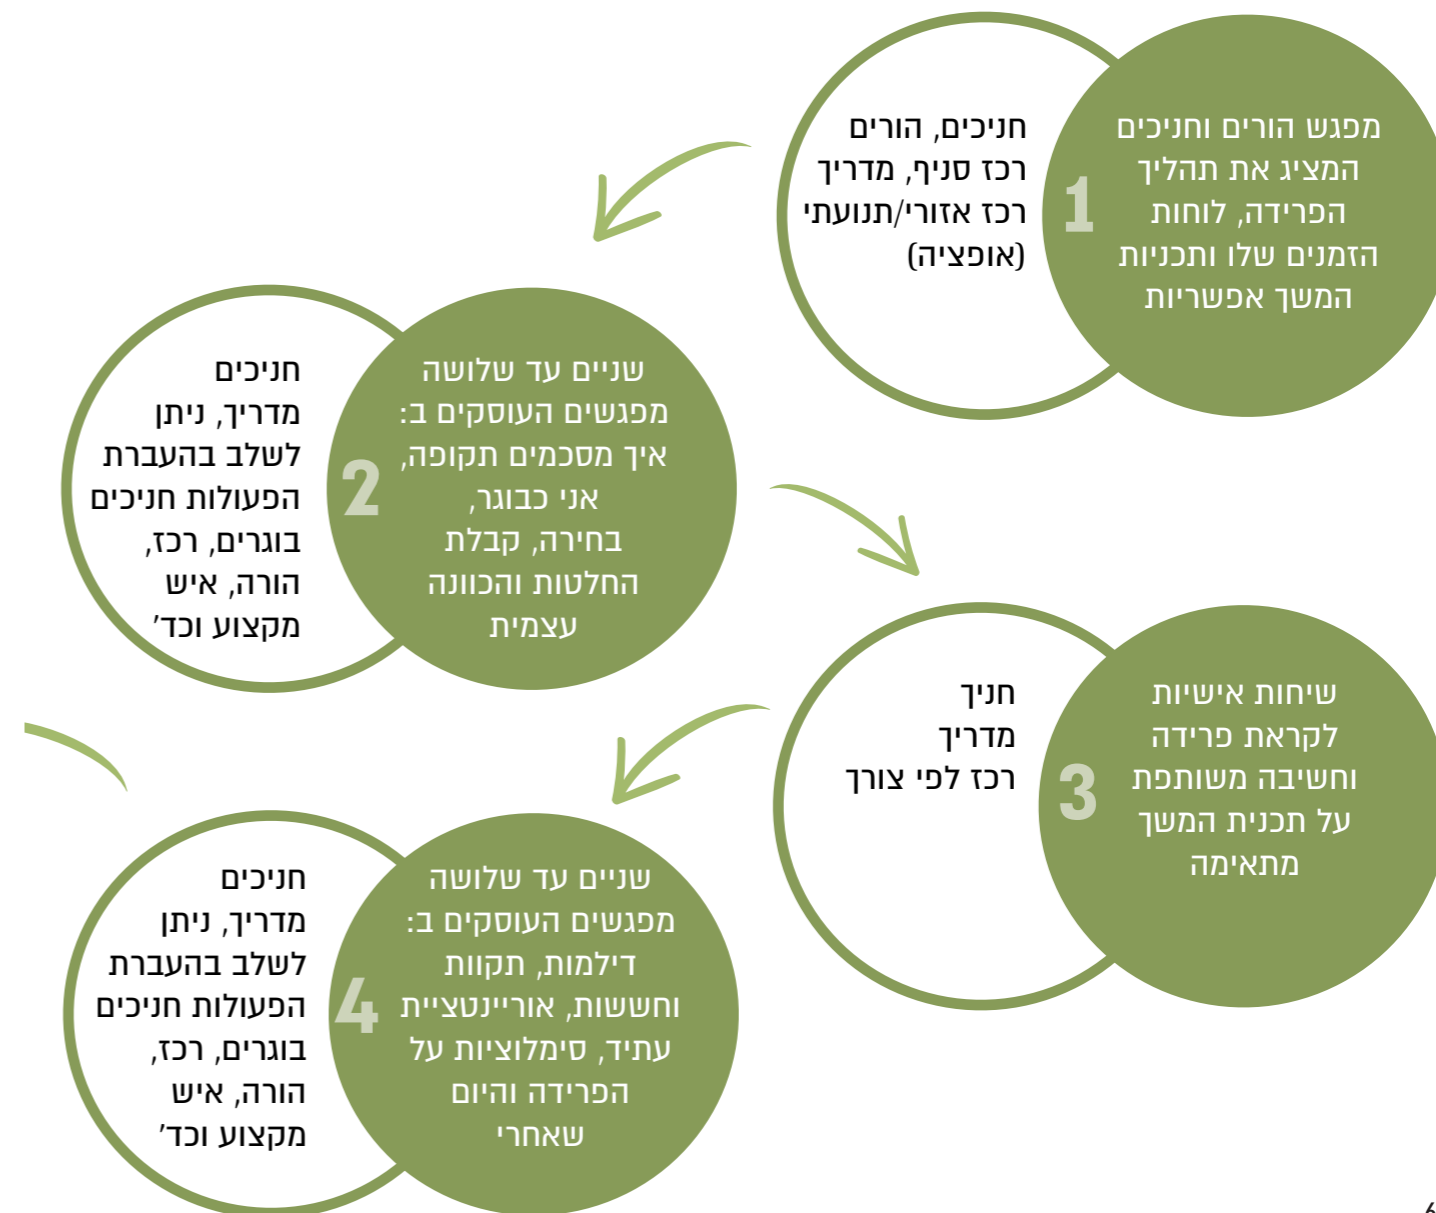 מפגש הורים וחניכים
המציג את תהליך
הפרידה, לוחות
הזמנים שלו ותכניות
המשך אפשריות
1
חניכים, הורים
רכז סניף, מדריך
רכז אזורי/תנועתי
(אופציה)
שניים עד שלושה
מפגשים העוסקים ב:
איך מסכמים תקופה,
אני כבוגר,
בחירה, קבלת
החלטות והכוונה
עצמית
2
חניכים
מדריך, ניתן
לשלב בהעברת
הפעולות חניכים
בוגרים, רכז,
הורה, איש
מקצוע וכד'
שיחות אישיות
לקראת פרידה
וחשיבה משותפת
על תכנית המשך
מתאימה
3
חניך
מדריך
רכז לפי צורך
שניים עד שלושה
מפגשים העוסקים ב:
דילמות, תקוות
וחששות, אוריינטציית
עתיד, סימלוציות על
הפרידה והיום
שאחרי
4
חניכים
מדריך, ניתן
לשלב בהעברת
הפעולות חניכים
בוגרים, רכז,
הורה, איש
מקצוע וכד'